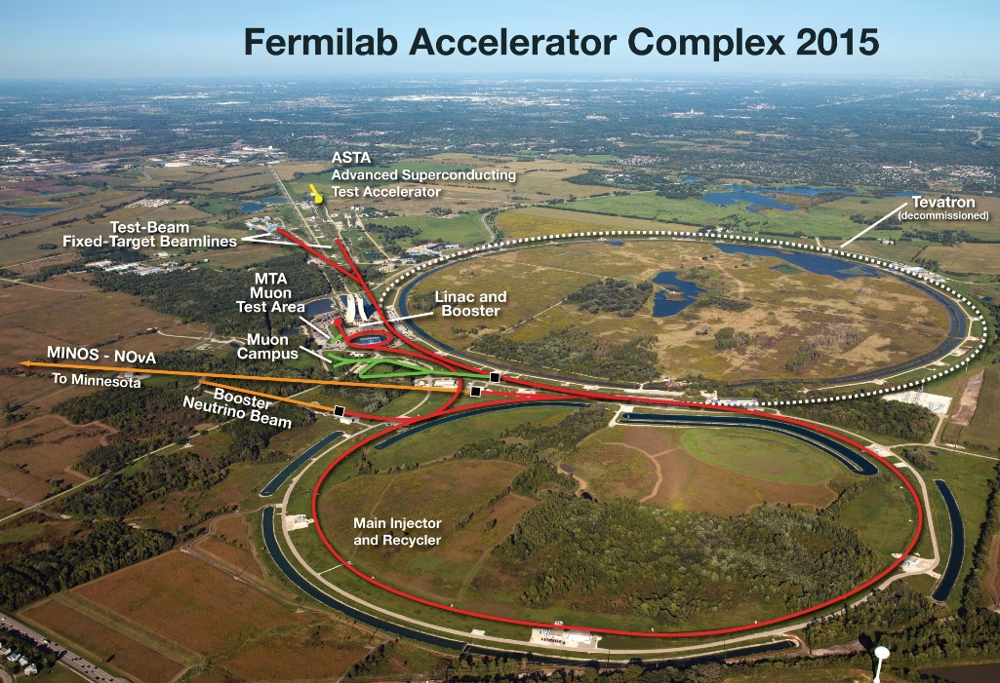 Fermilab Accelerator Complex 2015
ASTA
Advanced Superconducting
Test Accelerator
Tevatron
(decommissioned)
Test-Beam
Fixed-Target Beamlines
MTA
Muon
Test Area
Linac and
Booster
Muon
Campus
MINOS - NOνA
To Minnesota
Booster
Neutrino Beam
Main Injector
and Recycler